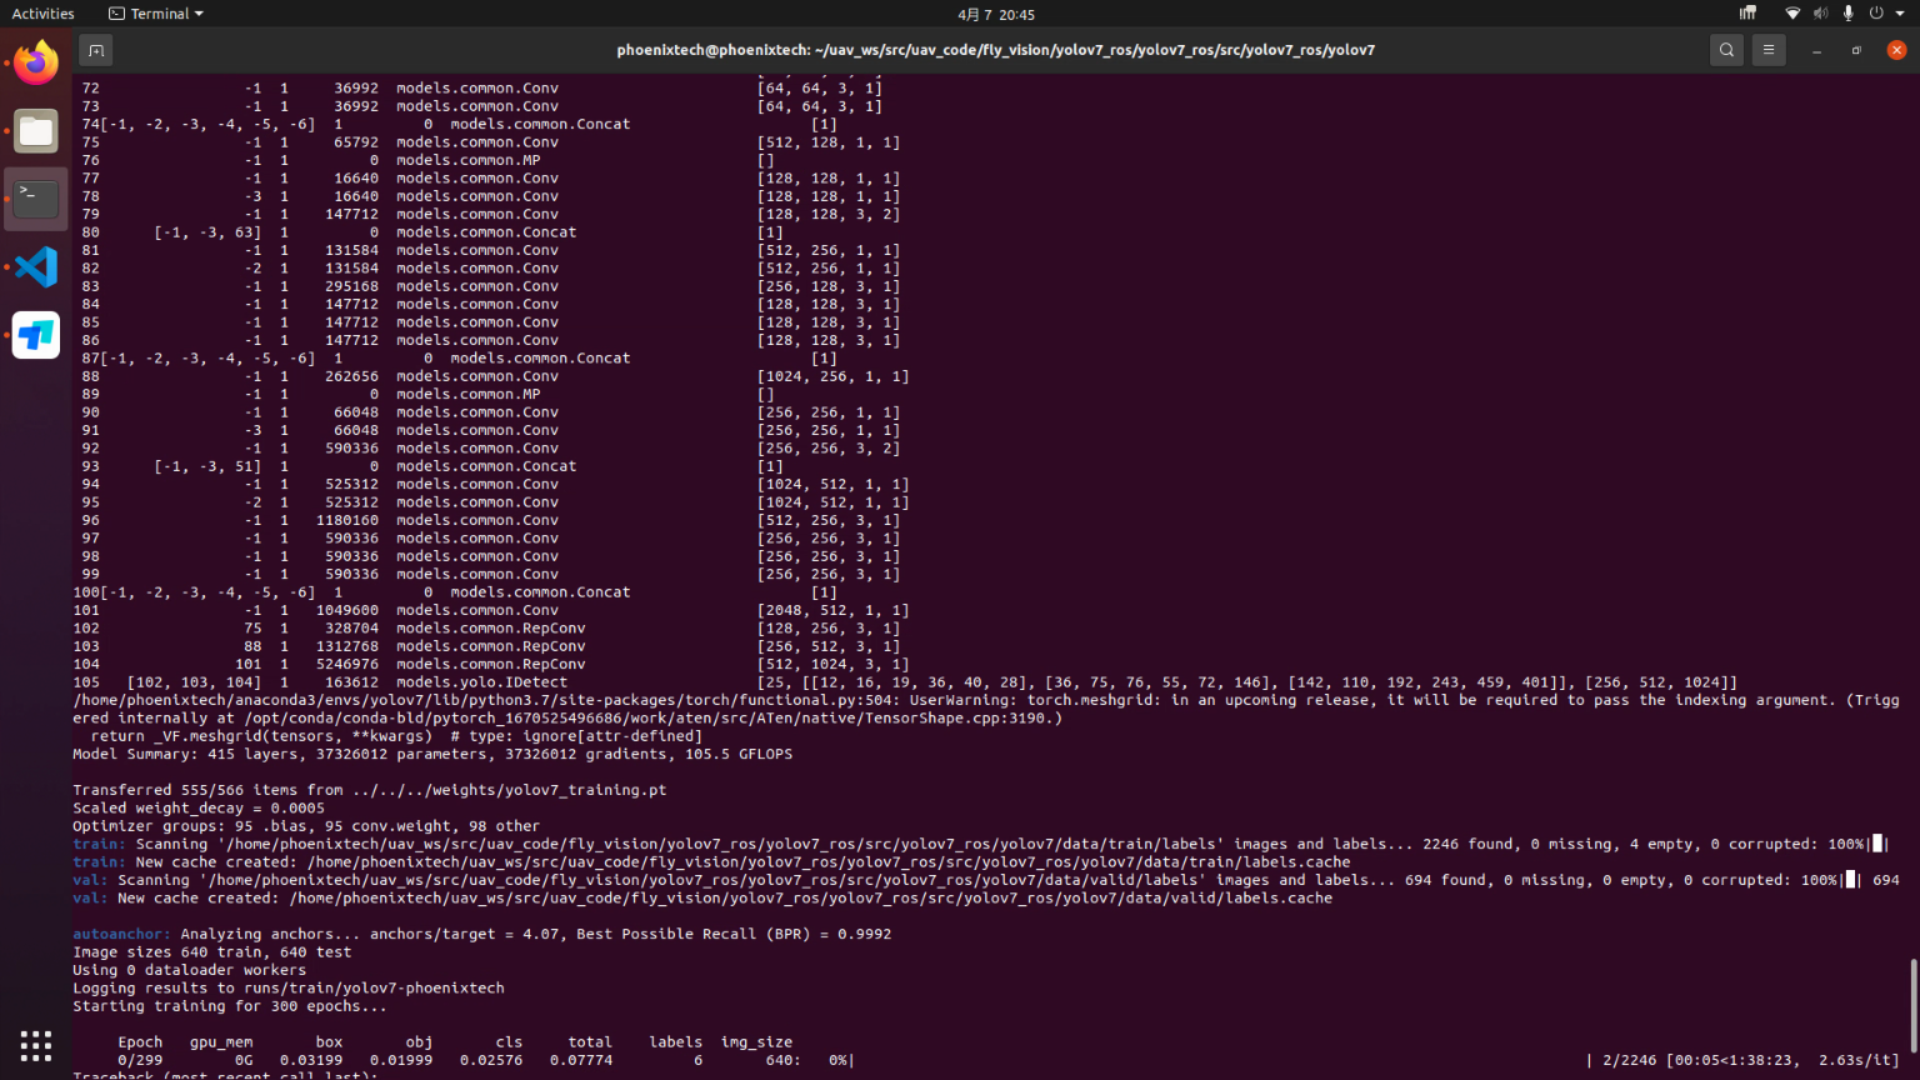 Activities
Terminal
4月 7 20:45
phoenixtech@phoenixtech: ~/uav_ws/src/uav_code/fly_vision/yolov7_ros/yolov7_ros/src/yolov7_ros/yolov7
72 -1 1 36992 models.common.Conv [64, 64, 3, 1]
73 -1 1 36992 models.common.Conv [64, 64, 3, 1]
74[-1, -2, -3, -4, -5, -6] 1 0 models.common.Concat [1]
75 -1 1 65792 models.common.Conv [512, 128, 1, 1]
76 -1 1 0 models.common.MP []
77 -1 1 16640 models.common.Conv [128, 128, 1, 1]
78 -3 1 16640 models.common.Conv [128, 128, 1, 1]
79 -1 1 147712 models.common.Conv [128, 128, 3, 2]
80 [-1, -3, 63] 1 0 models.common.Concat [1]
81 -1 1 131584 models.common.Conv [512, 256, 1, 1]
82 -2 1 131584 models.common.Conv [512, 256, 1, 1]
83 -1 1 295168 models.common.Conv [256, 128, 3, 1]
84 -1 1 147712 models.common.Conv [128, 128, 3, 1]
85 -1 1 147712 models.common.Conv [128, 128, 3, 1]
86 -1 1 147712 models.common.Conv [128, 128, 3, 1]
87[-1, -2, -3, -4, -5, -6] 1 0 models.common.Concat [1]
88 -1 1 262656 models.common.Conv [1024, 256, 1, 1]
89 -1 1 0 models.common.MP []
90 -1 1 66048 models.common.Conv [256, 256, 1, 1]
91 -3 1 66048 models.common.Conv [256, 256, 1, 1]
92 -1 1 590336 models.common.Conv [256, 256, 3, 2]
93 [-1, -3, 51] 1 0 models.common.Concat [1]
94 -1 1 525312 models.common.Conv [1024, 512, 1, 1]
95 -2 1 525312 models.common.Conv [1024, 512, 1, 1]
96 -1 1 1180160 models.common.Conv [512, 256, 3, 1]
97 -1 1 590336 models.common.Conv [256, 256, 3, 1]
98 -1 1 590336 models.common.Conv [256, 256, 3, 1]
99 -1 1 590336 models.common.Conv [256, 256, 3, 1]
100[-1, -2, -3, -4, -5, -6] 1 0 models.common.Concat [1]
101 -1 1 1049600 models.common.Conv [2048, 512, 1, 1]
102 75 1 328704 models.common.RepConv [128, 256, 3, 1]
103 88 1 1312768 models.common.RepConv [256, 512, 3, 1]
104 101 1 5246976 models.common.RepConv [512, 1024, 3, 1]
105 [102, 103, 104] 1 163612 models.yolo.IDetect [25, [[12, 16, 19, 36, 40, 28], [36, 75, 76, 55, 72, 146], [142, 110, 192, 243, 459, 401]], [256, 512, 1024]]
/home/phoenixtech/anaconda3/envs/yolov7/lib/python3.7/site-packages/torch/functional.py:504: UserWarning: torch.meshgrid: in an upcoming release, it will be required to pass the indexing argument. (Trigg
ered internally at /opt/conda/conda-bld/pytorch_1670525496686/work/aten/src/ATen/native/TensorShape.cpp:3190.)
return _VF.meshgrid(tensors, **kwargs) # type: ignore[attr-defined]
Model Summary: 415 layers, 37326012 parameters, 37326012 gradients, 105.5 GFLOPS
Transferred 555/566 items from ../../../weights/yolov7_training.pt
Scaled weight_decay = 0.0005
Optimizer groups: 95 .bias, 95 conv.weight, 98 other
train: Scanning '/home/phoenixtech/uav_ws/src/uav_code/fly_vision/yolov7_ros/yolov7_ros/src/yolov7_ros/yolov7/data/train/labels' images and labels... 2246 found, 0 missing, 4 empty, 0 corrupted: 100%|█|
train: New cache created: /home/phoenixtech/uav_ws/src/uav_code/fly_vision/yolov7_ros/yolov7_ros/src/yolov7_ros/yolov7/data/train/labels.cache
val: Scanning '/home/phoenixtech/uav_ws/src/uav_code/fly_vision/yolov7_ros/yolov7_ros/src/yolov7_ros/yolov7/data/valid/labels' images and labels... 694 found, 0 missing, 0 empty, 0 corrupted: 100%|█| 694
val: New cache created: /home/phoenixtech/uav_ws/src/uav_code/fly_vision/yolov7_ros/yolov7_ros/src/yolov7_ros/yolov7/data/valid/labels.cache
autoanchor: Analyzing anchors... anchors/target = 4.07, Best Possible Recall (BPR) = 0.9992
Image sizes 640 train, 640 test
Using 0 dataloader workers
Logging results to runs/train/yolov7-phoenixtech
Starting training for 300 epochs...
Epoch gpu_mem box obj cls total labels img_size
0/299 0G 0.03199 0.01999 0.02576 0.07774 6 640: 0%| | 2/2246 [00:05<1:38:23, 2.63s/it]
Traceback (most recent call last):